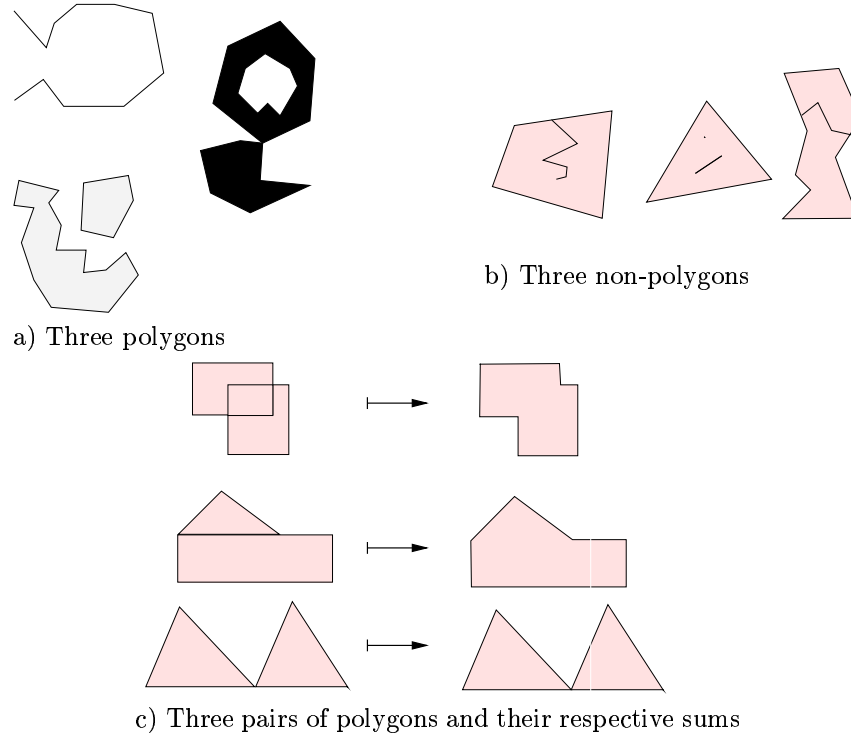 b) Three non-polygons
a) Three polygons
c) Three pairs of polygons and their respective sums